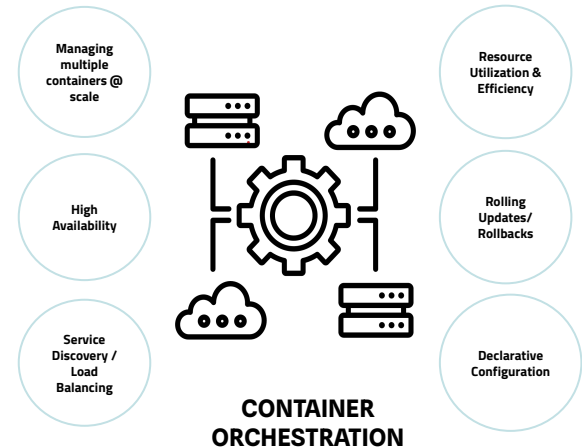 Managing
multiple
containers @
scale
High
Availability
Service
Discovery /
Load
Balancing
Resource
Utilization &
Efficiency
Rolling
Updates/
Rollbacks
Declarative
Configuration
CONTAINER
ORCHESTRATION